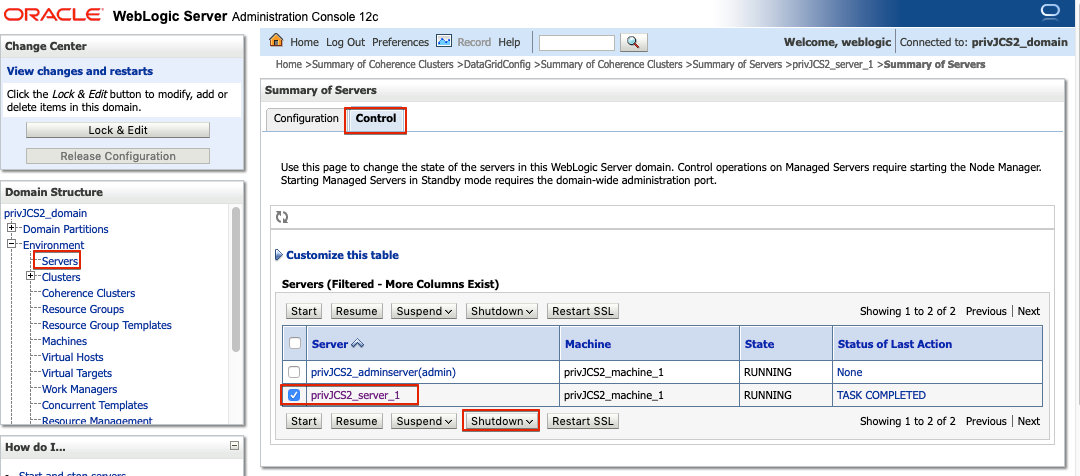 ORACLE WebLogic Server Administration Console 12c
Change Center
View changes and restarts
Click the Lock & Edit button to modify, add or
delete items in this domain.
Lock & Edit
Release Configuration
Domain Structure
privJCS2_domain
Domain Partitions
Environment
Servers
Clusters
Coherence Clusters
Resource Groups
Resource Group Templates
Machines
Virtual Hosts
Virtual Targets
Work Managers
Concurrent Templates
Resource Management
How do I...
Start and stop servers
Home Log Out Preferences Record Help
Welcome, weblogic Connected to: privJCS2_domain
Home >Summary of Coherence Clusters >DataGridConfig >Summary of Coherence Clusters >Summary of Servers >privJCS2_server_1 >Summary of Servers
Summary of Servers
Configuration Control
Use this page to change the state of the servers in this WebLogic Server domain. Control operations on Managed Servers require starting the Node Manager.
Starting Managed Servers in Standby mode requires the domain-wide administration port.
Customize this table
Servers (Filtered - More Columns Exist)
Start Resume Suspend Shutdown Restart SSL Showing 1 to 2 of 2 Previous | Next
Server Machine State Status of Last Action
privJCS2_adminserver(admin) privJCS2_machine_1 RUNNING None
privJCS2_server_1 privJCS2_machine_1 RUNNING TASK COMPLETED
Start Resume Suspend Shutdown Restart SSL Showing 1 to 2 of 2 Previous | Next